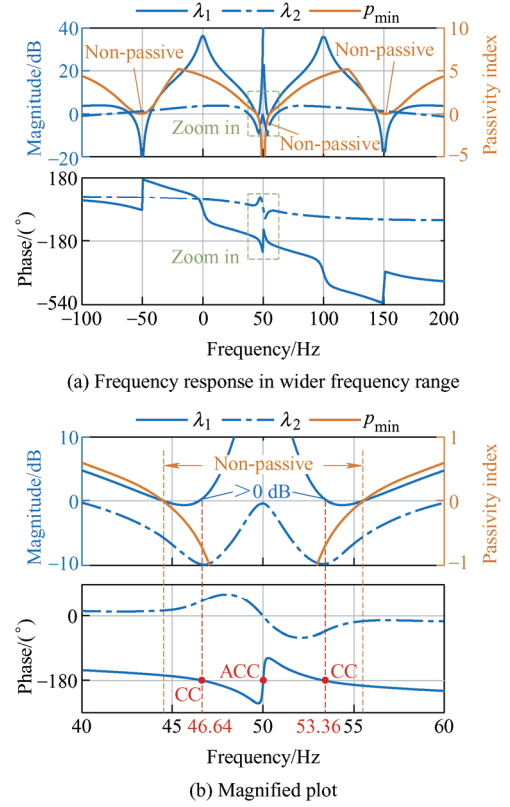 λ1 λ2 pmin
Magnitude/dB
40
20
0
−20
Non-passive
Non-passive
Zoom in
Non-passive
10
5
0
−5
Passivity index
Phase/(°)
180
−180
−540
Zoom in
−100 −50 0 50 100 150 200
Frequency/Hz
(a) Frequency response in wider frequency range
λ1 λ2 pmin
Magnitude/dB
10
0
−10
Non-passive
>0 dB
1
0
−1
Passivity index
Phase/(°)
0
−180
CC
ACC
CC
40 45 46.64 50 53.36 55 60
Frequency/Hz
(b) Magnified plot